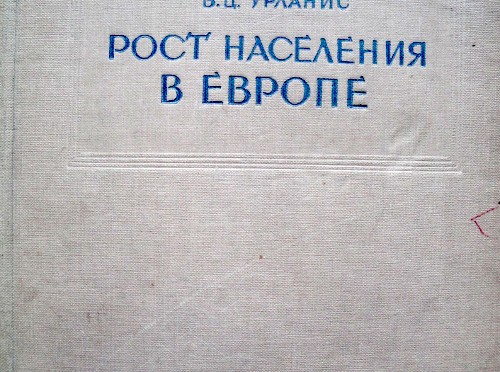 Б.Ц. УРЛАНИС
РОСТ НАСЕЛЕНИЯ
В ЕВРОПЕ